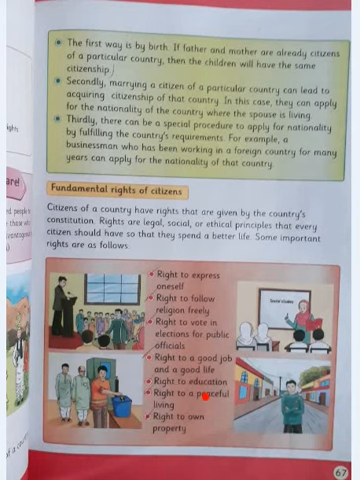 The first way is by birth. If father and mother are already citizens
of a particular country, then the children will have the same
citizenship.
Secondly, marrying a citizen of a particular country can lead to
acquiring citizenship of that country. In this case, they can apply
for the nationality of the country where the spouse is living.
Thirdly, there can be a special procedure to apply for nationality
by fulfilling the country's requirements. For example, a
businessman who has been working in a foreign country for many
years can apply for the nationality of that country.
Fundamental rights of citizens
Citizens of a country have rights that are given by the country's
constitution. Rights are legal, social, or ethical principles that every
citizen should have so that they spend a better life. Some important
rights are as follows.
Right to express
oneself
Right to follow
religion freely
Right to vote in
elections for public
officials
Right to a good job
and a good life
Right to education
Right to a peaceful
living
Right to own
property
Social studies
67